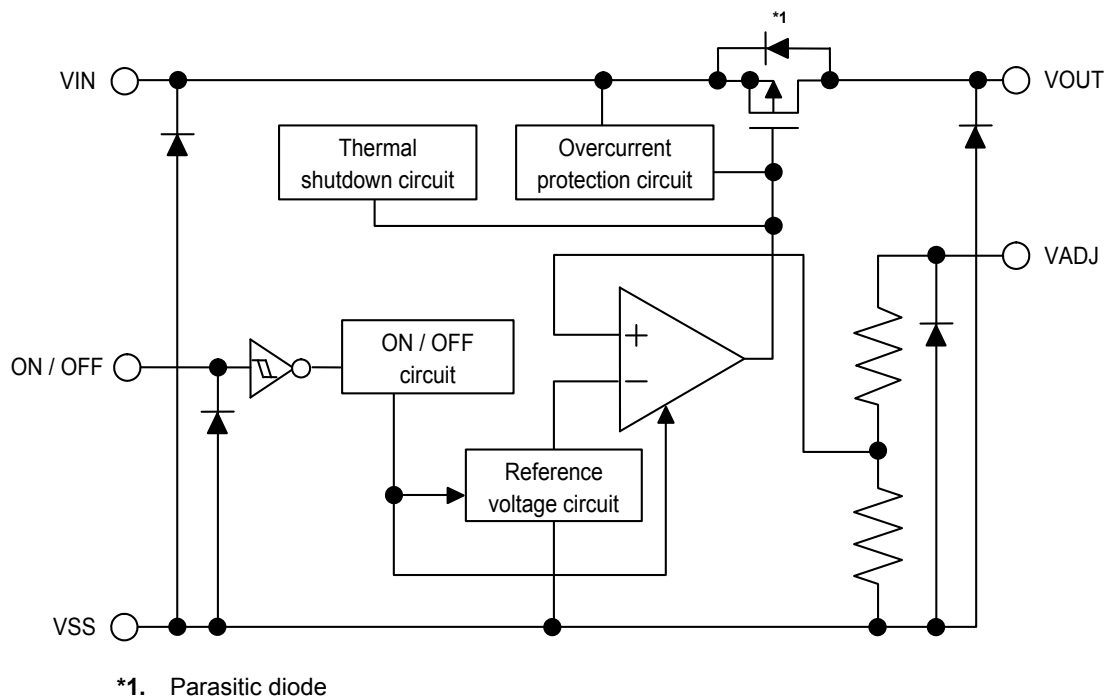 *1
VIN
VOUT
Thermal
shutdown circuit
Overcurrent
protection circuit
VADJ
ON / OFF
ON / OFF
circuit
+
−
Reference
voltage circuit
VSS
*1. Parasitic diode